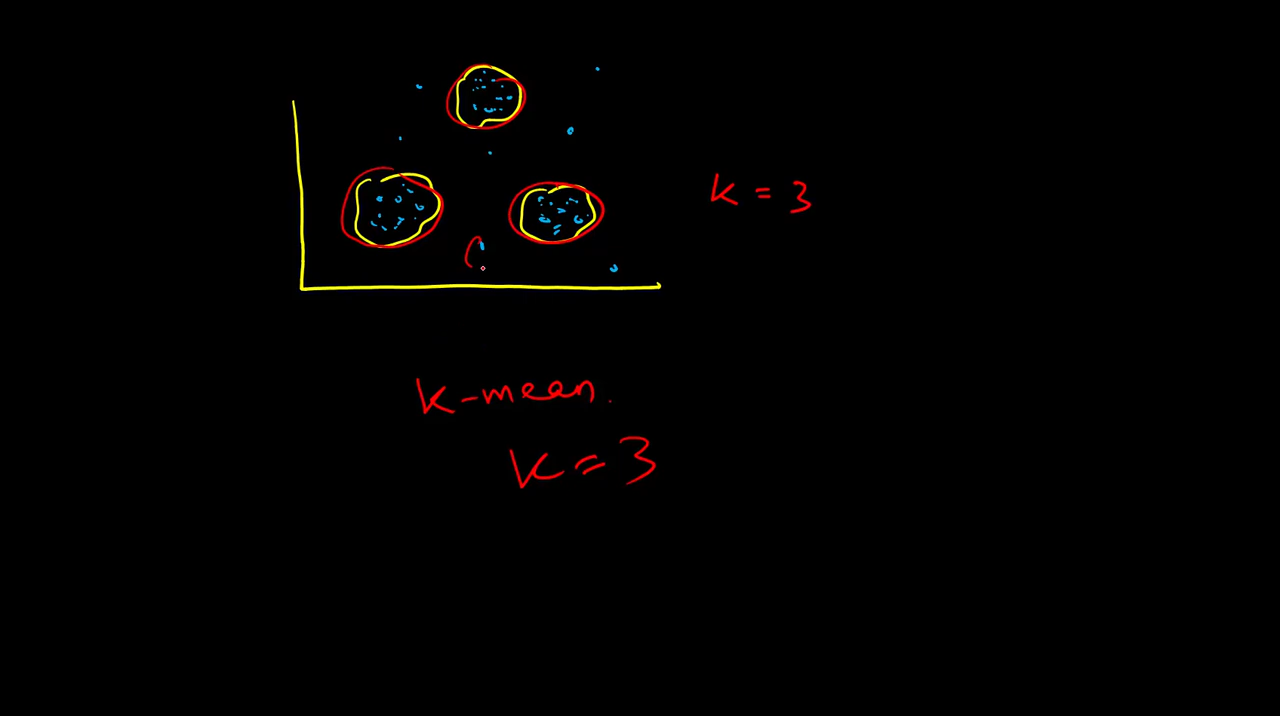 k = 3
k-mean.
k = 3